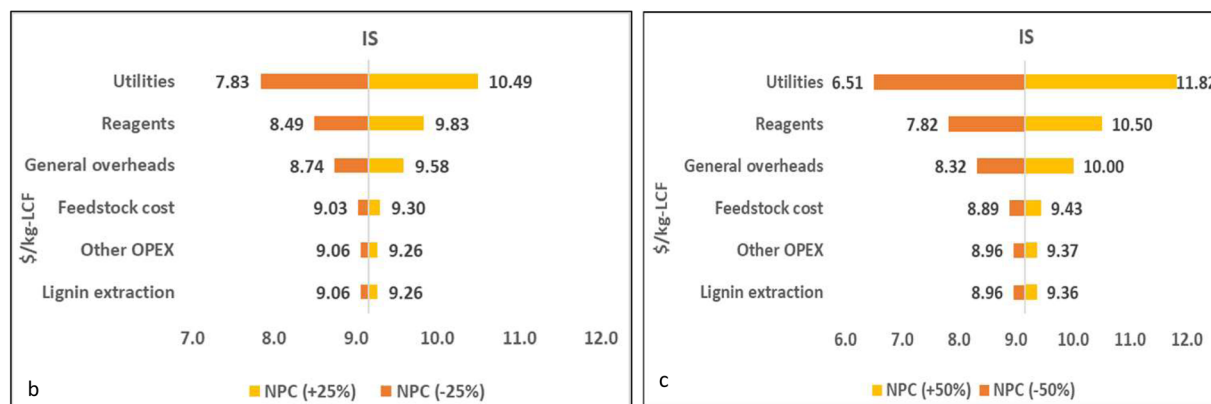 IS
Utilities 7.83 10.49
Reagents 8.49 9.83
General overheads 8.74 9.58
Feedstock cost 9.03 9.30
Other OPEX 9.06 9.26
Lignin extraction 9.06 9.26
$/kg-LCF
7.0 8.0 9.0 10.0 11.0 12.0
NPC (+25%) NPC (-25%)
b
IS
Utilities 6.51 11.82
Reagents 7.82 10.50
General overheads 8.32 10.00
Feedstock cost 8.89 9.43
Other OPEX 8.96 9.37
Lignin extraction 8.96 9.36
$/kg-LCF
6.0 7.0 8.0 9.0 10.0 11.0 12.0
NPC (+50%) NPC (-50%)
c